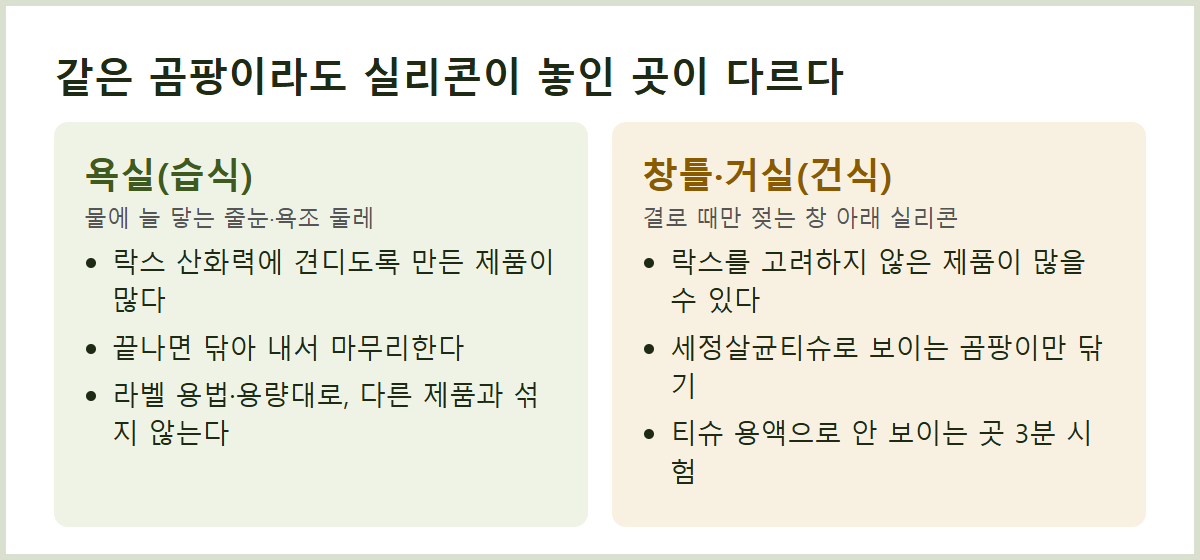 같은 곰팡이라도 실리콘이 놓인 곳이 다르다
욕실(습식)
물에 늘 닿는 줄눈·욕조 둘레
• 락스 산화력에 견디도록 만든 제품이
많다
• 끝나면 닦아 내서 마무리한다
• 라벨 용법·용량대로, 다른 제품과 섞
지 않는다
창틀·거실(건식)
결로 때만 젖는 창 아래 실리콘
• 락스를 고려하지 않은 제품이 많을
수 있다
• 세정살균티슈로 보이는 곰팡이만 닦
기
• 티슈 용액으로 안 보이는 곳 3분 시
험